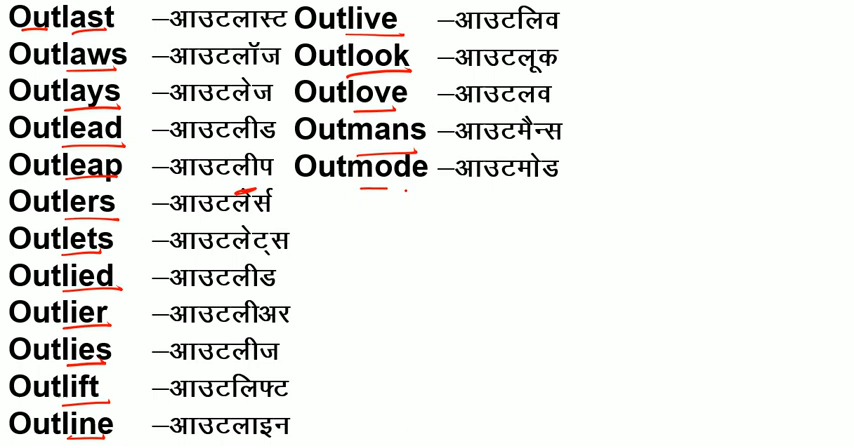 Outlast –आउटलास्ट Outlive –आउटलिव
Outlaws –आउटलॉज Outlook –आउटलूक
Outlays –आउटलेज Outlove –आउटलव
Outlead –आउटलीड Outmans –आउटमैन्स
Outleap –आउटलीप Outmode –आउटमोड
Outlers –आउटलेर्स
Outlets –आउटलेट्स
Outlied –आउटलीड
Outlier –आउटलीअर
Outlies –आउटलीज
Outlift –आउटलिफ्ट
Outline –आउटलाइन